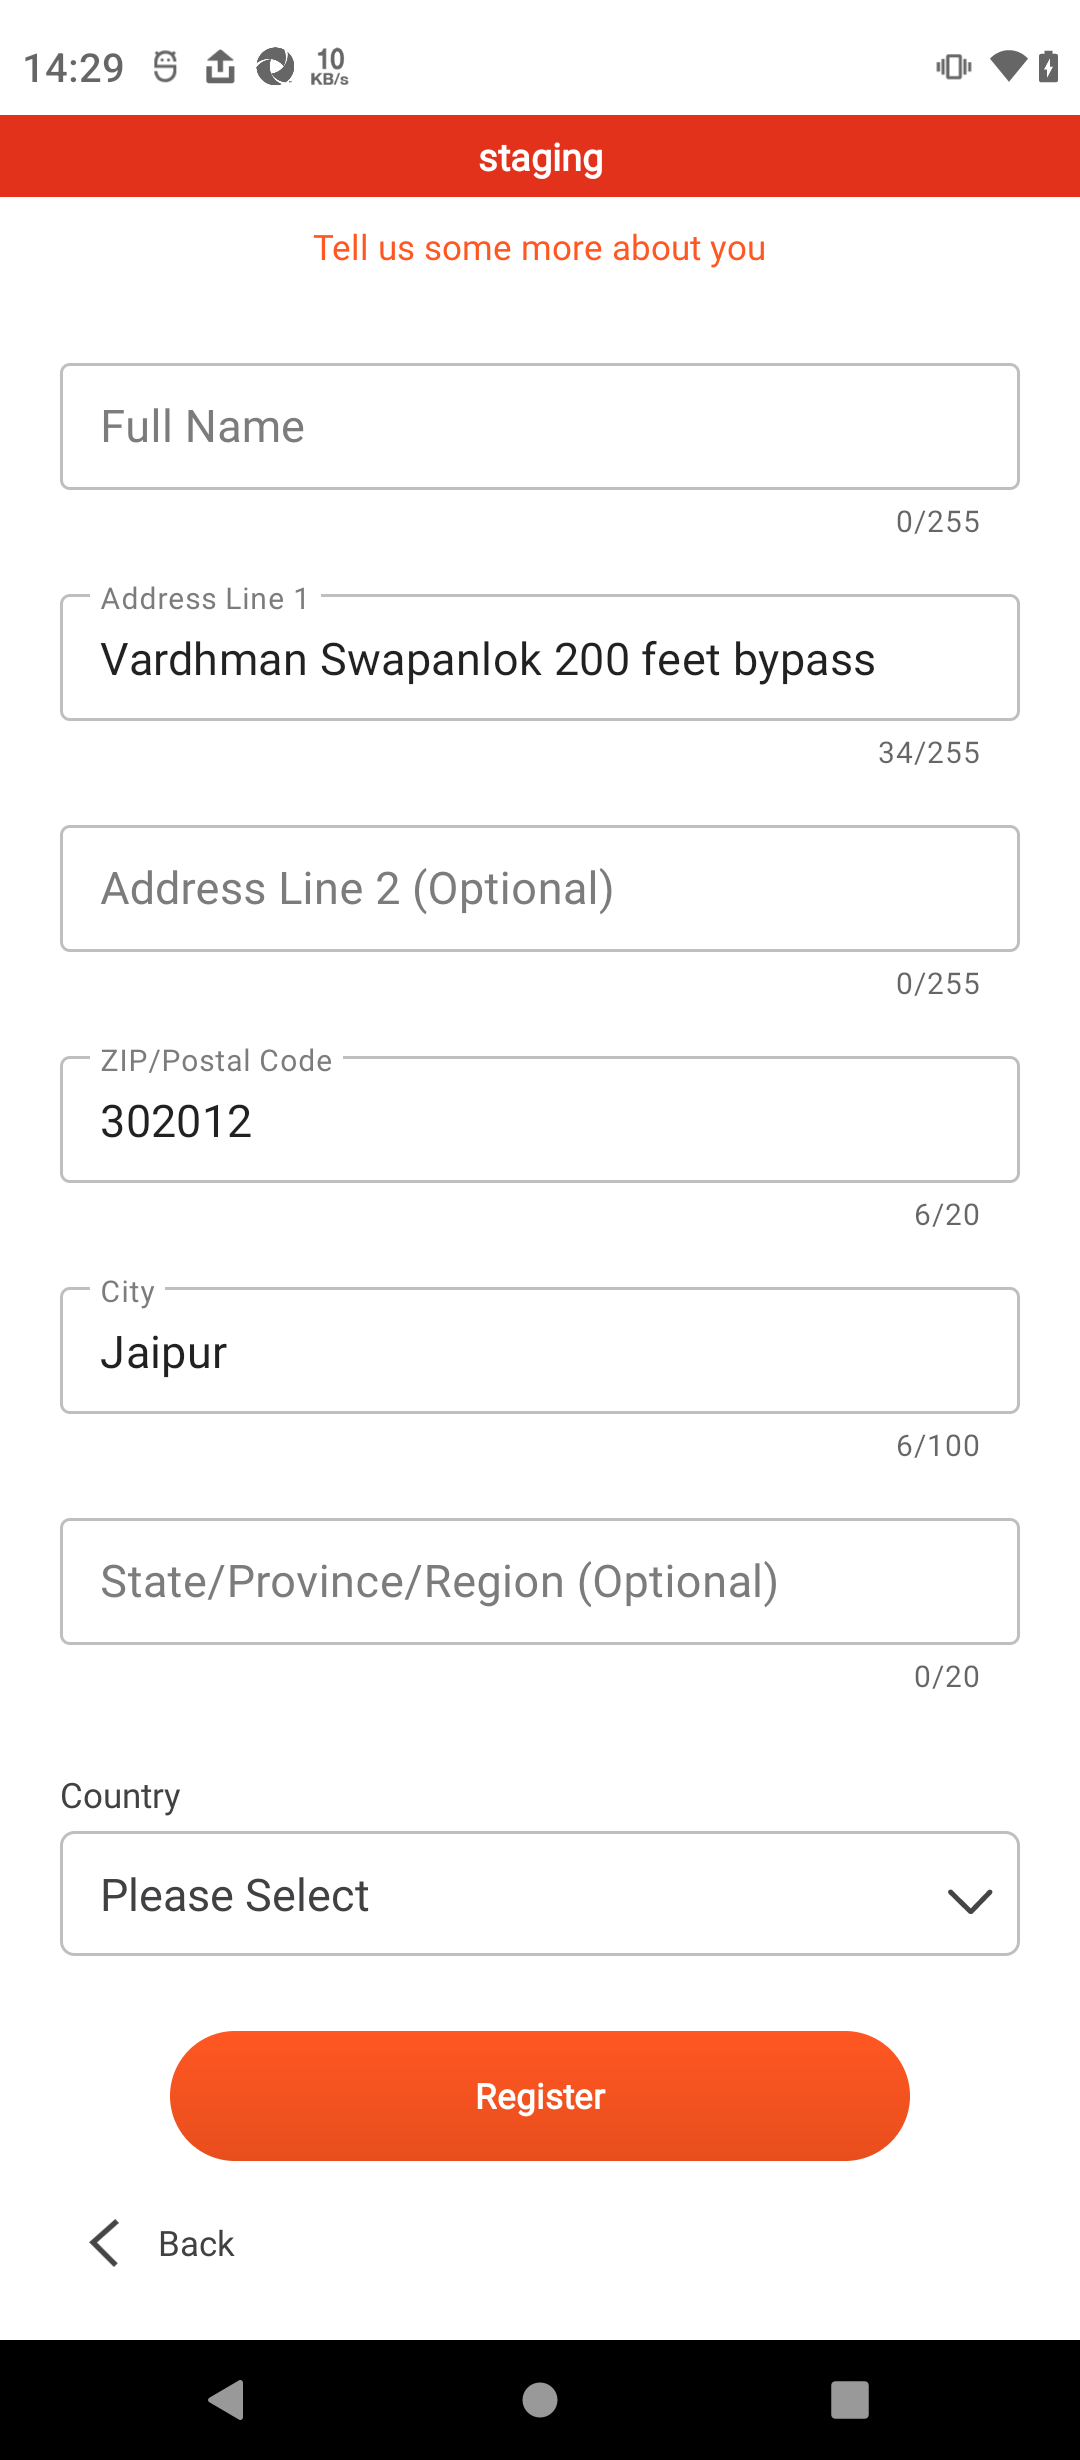 14:29
10
KB/s
staging
Tell us some more about you
Full Name
0/255
Address Line 1
Vardhman Swapanlok 200 feet bypass
34/255
Address Line 2 (Optional)
0/255
ZIP/Postal Code
302012
6/20
City
Jaipur
6/100
State/Province/Region (Optional)
0/20
Country
Please Select
Register
Back